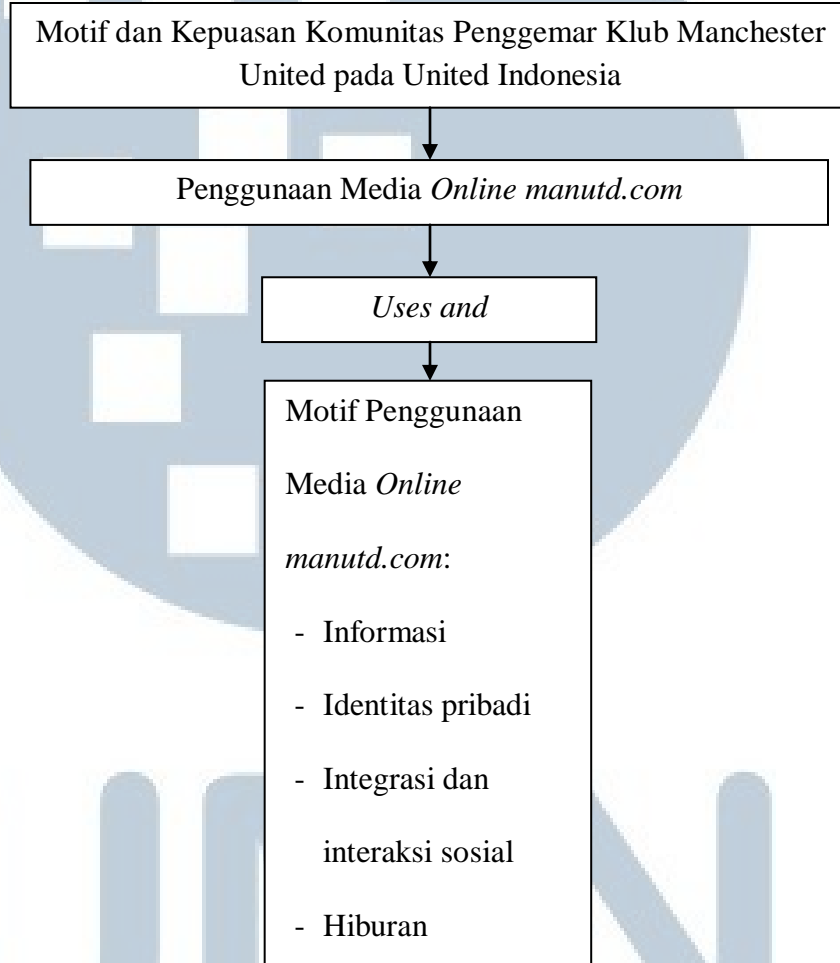 Motif dan Kepuasan Komunitas Penggemar Klub Manchester
United pada United Indonesia
Penggunaan Media Online manutd.com
Uses and
Motif Penggunaan
Media Online
manutd.com:
- Informasi
- Identitas pribadi
- Integrasi dan
interaksi sosial
- Hiburan